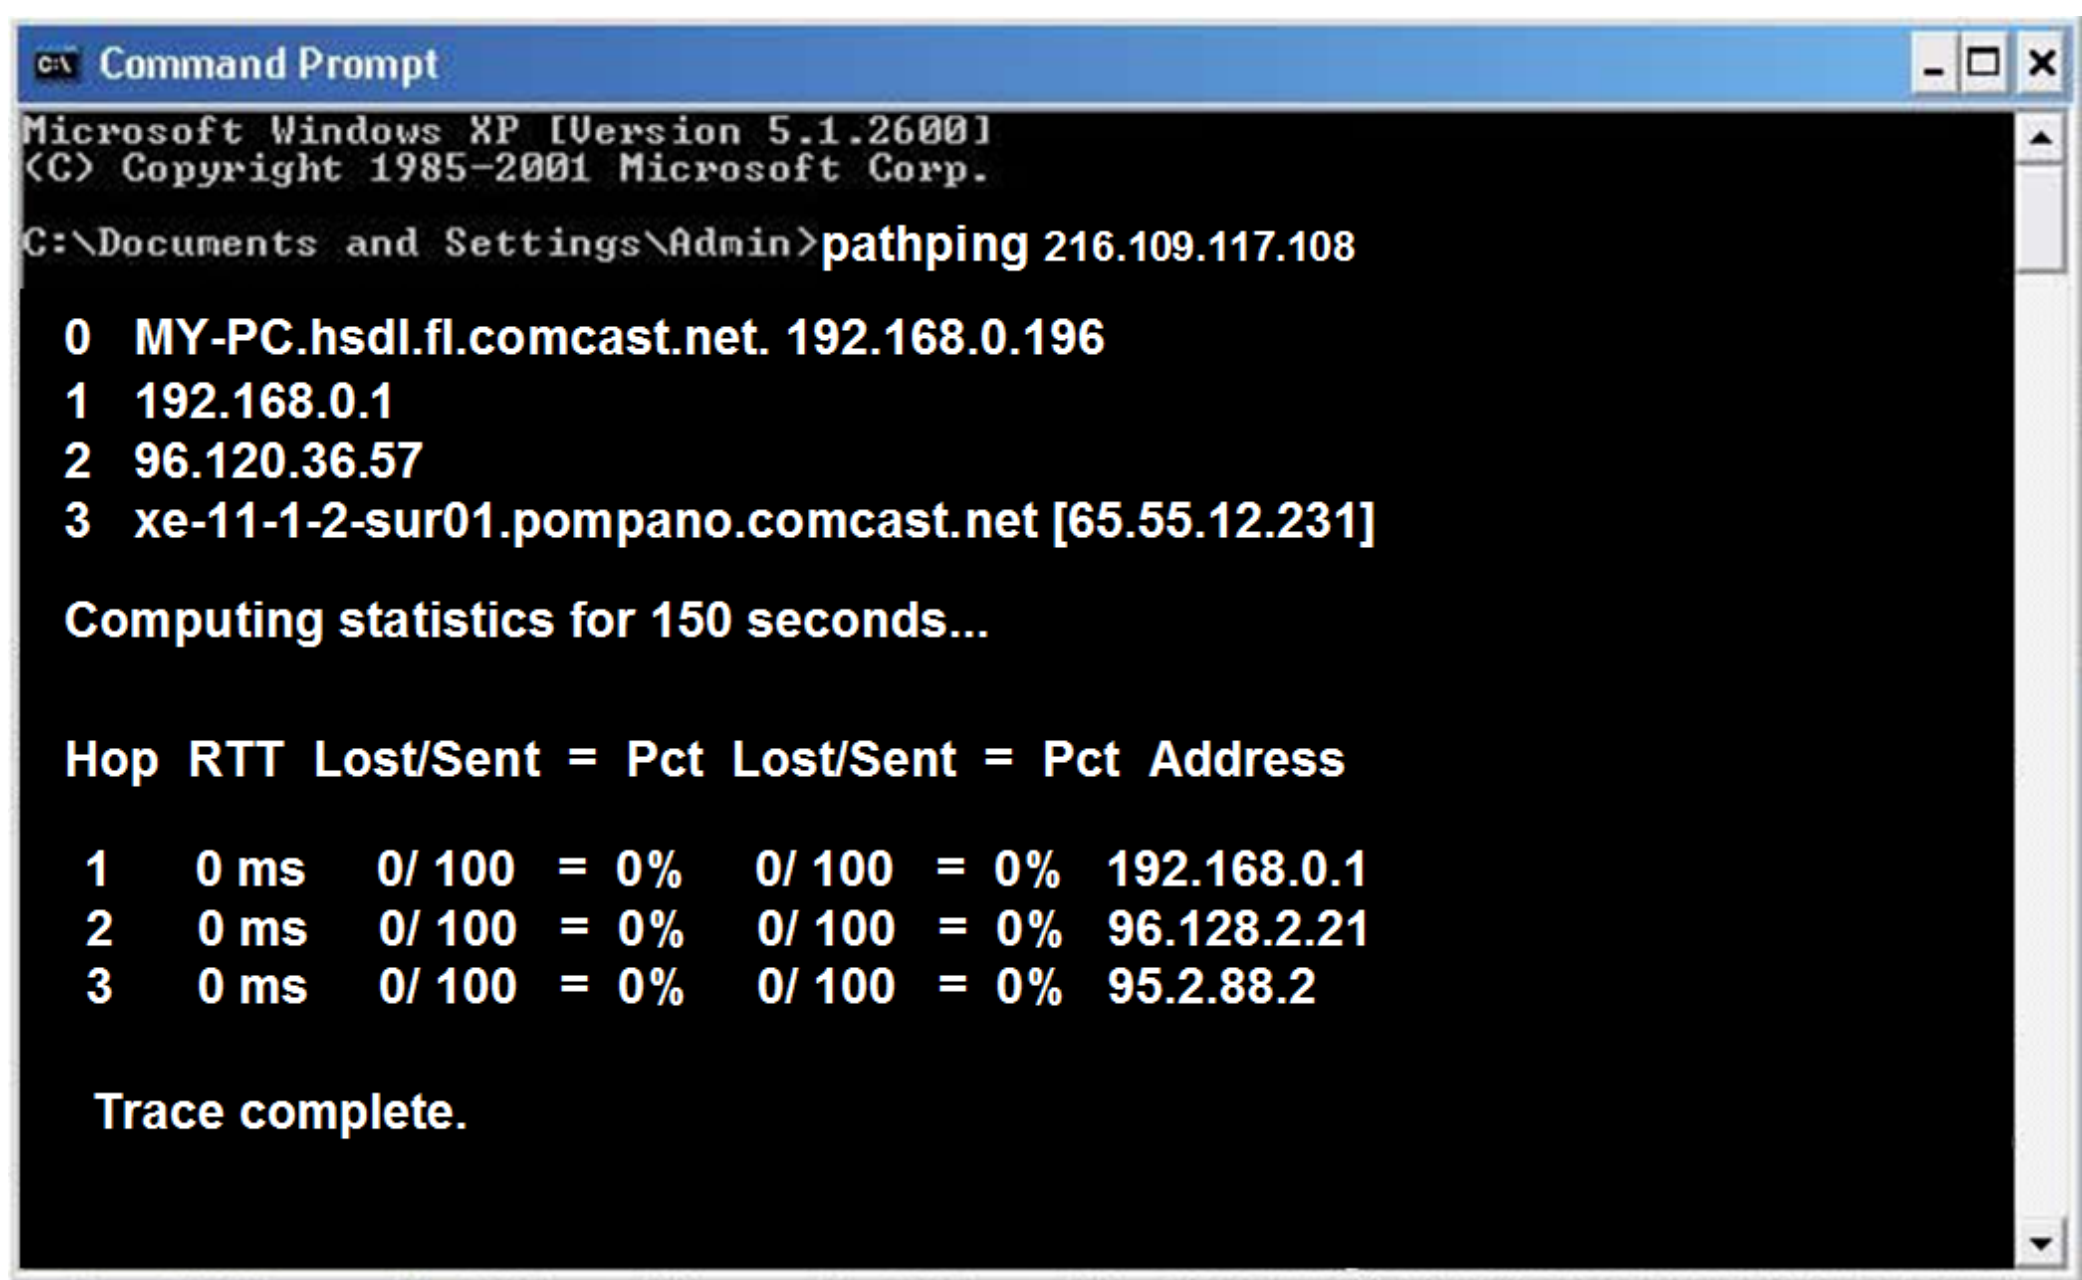 Command Prompt
Microsoft Windows XP [Version 5.1.2600]
(C) Copyright 1985-2001 Microsoft Corp.
C:\Documents and Settings\Admin>pathping 216.109.117.108
0 MY-PC.hsdl.fl.comcast.net. 192.168.0.196
1 192.168.0.1
2 96.120.36.57
3 xe-11-1-2-sur01.pompano.comcast.net [65.55.12.231]
Computing statistics for 150 seconds...
Hop RTT Lost/Sent = Pct Lost/Sent = Pct Address
1 0 ms 0/ 100 = 0% 0/ 100 = 0% 192.168.0.1
2 0 ms 0/ 100 = 0% 0/ 100 = 0% 96.128.2.21
3 0 ms 0/ 100 = 0% 0/ 100 = 0% 95.2.88.2
Trace complete.